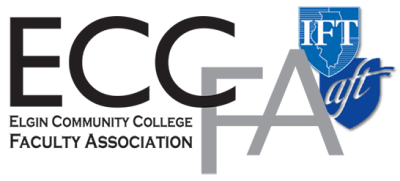 ECC
FA
ELGIN COMMUNITY COLLEGE
FACULTY ASSOCIATION
IFT
aft